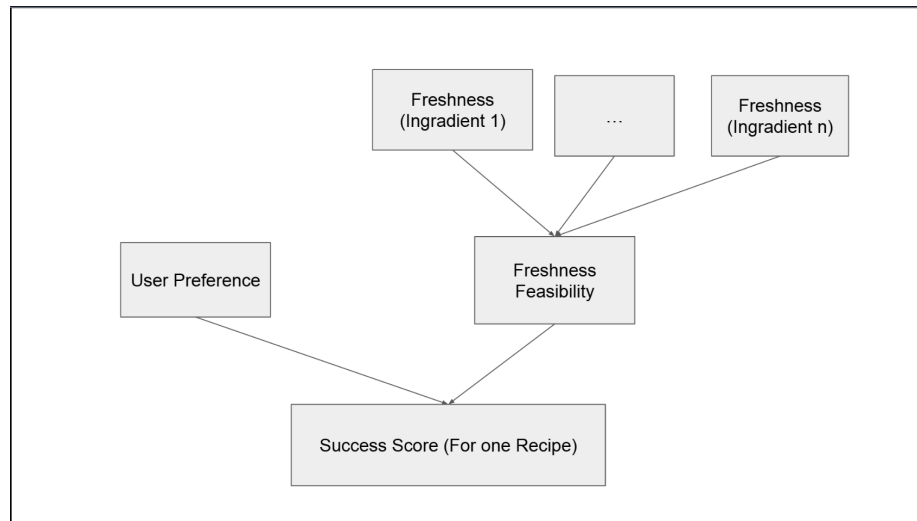 Freshness
(Ingradient 1)
...
Freshness
(Ingradient n)
User Preference
Freshness
Feasibility
Success Score (For one Recipe)